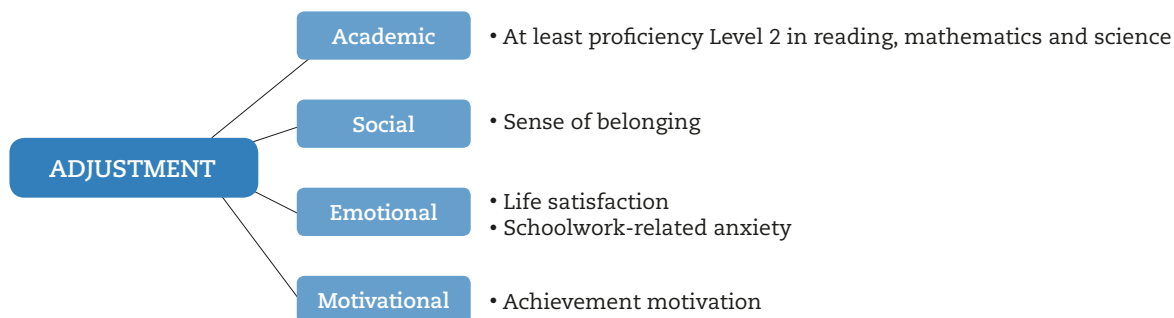 Academic
• At least proficiency Level 2 in reading, mathematics and science
Social
• Sense of belonging
ADJUSTMENT
Emotional
• Life satisfaction
• Schoolwork-related anxiety
Motivational
• Achievement motivation